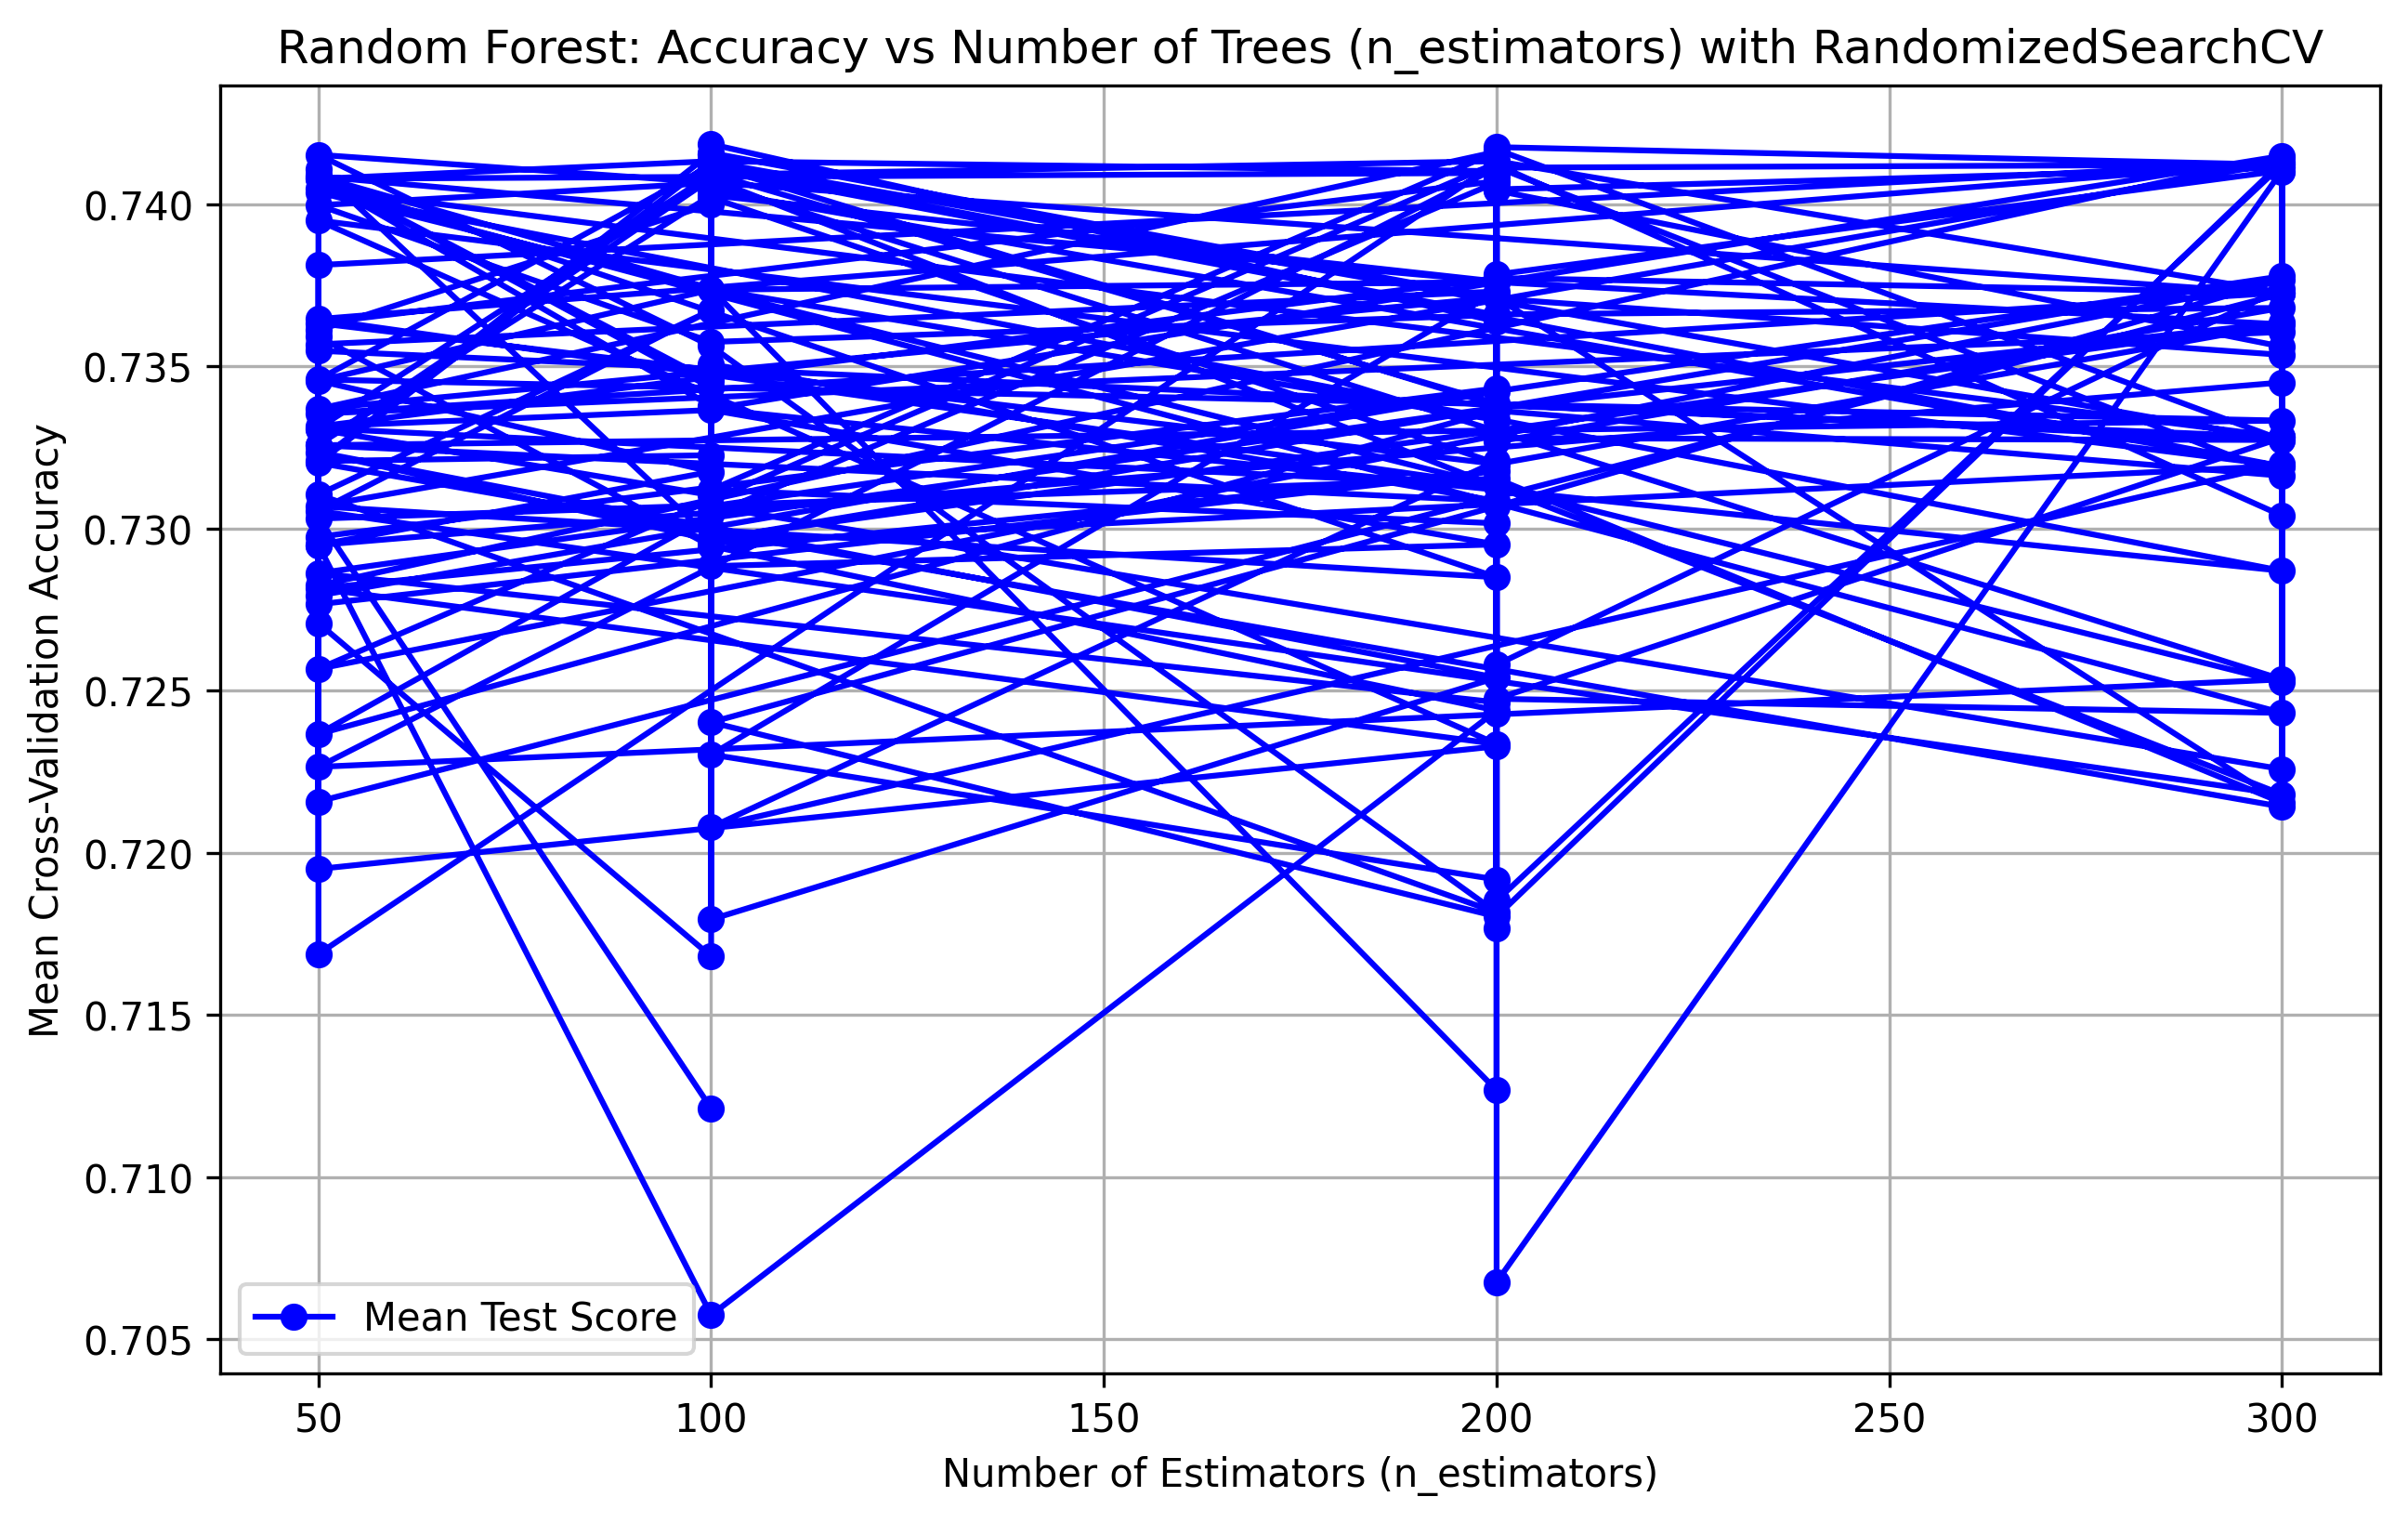 Random Forest: Accuracy vs Number of Trees (n_estimators) with RandomizedSearchCV
Mean Cross-Validation Accuracy
0.740
0.735
0.730
0.725
0.720
0.715
0.710
0.705
Mean Test Score
50 100 150 200 250 300
Number of Estimators (n_estimators)